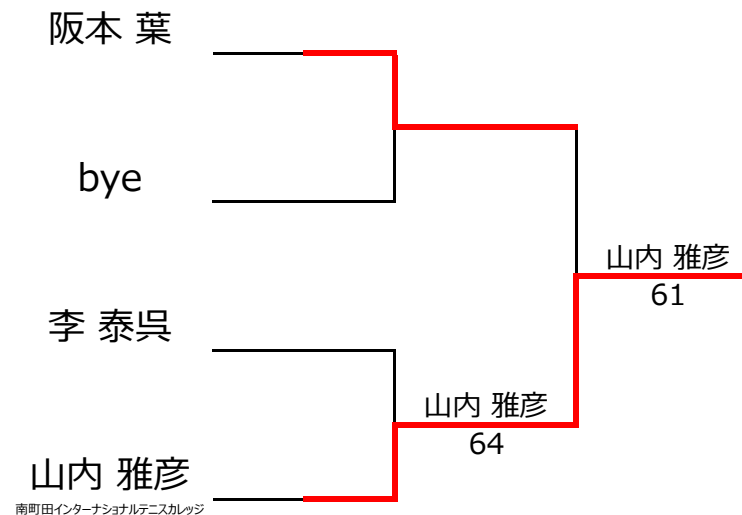 阪本 葉
bye
山内 雅彦
61
李 泰呉
山内 雅彦
64
山内 雅彦
南町田インターナショナルテニスカレッジ